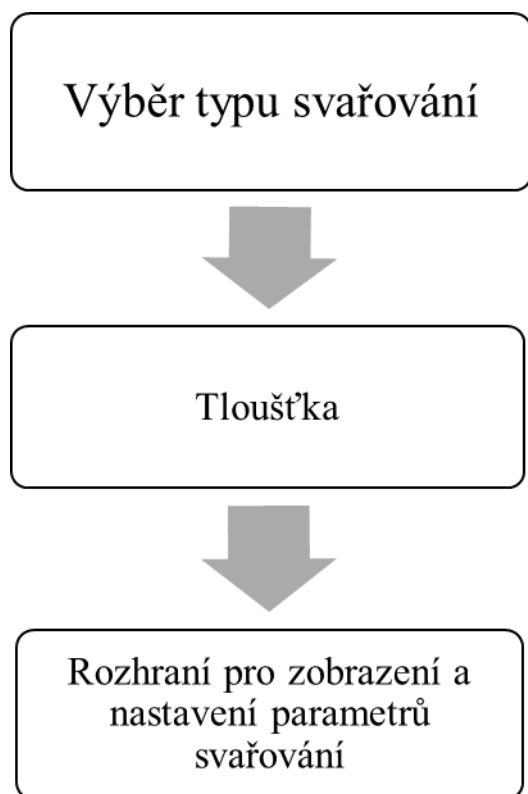 Výběr typu svařování
Tloušťka
Rozhraní pro zobrazení a
nastavení parametrů
svařování